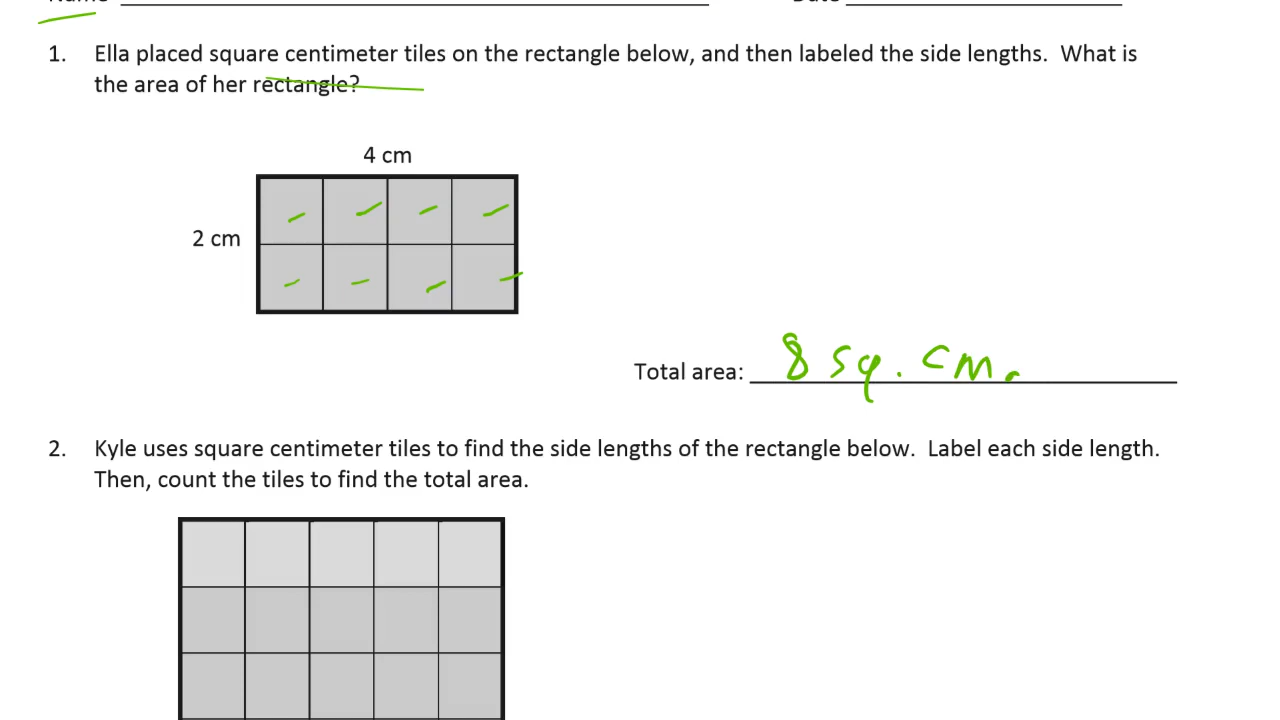 Name
Date
1. Ella placed square centimeter tiles on the rectangle below, and then labeled the side lengths. What is
the area of her rectangle?
4 cm
2 cm
Total area: 8 sq. cm.
2. Kyle uses square centimeter tiles to find the side lengths of the rectangle below. Label each side length.
Then, count the tiles to find the total area.